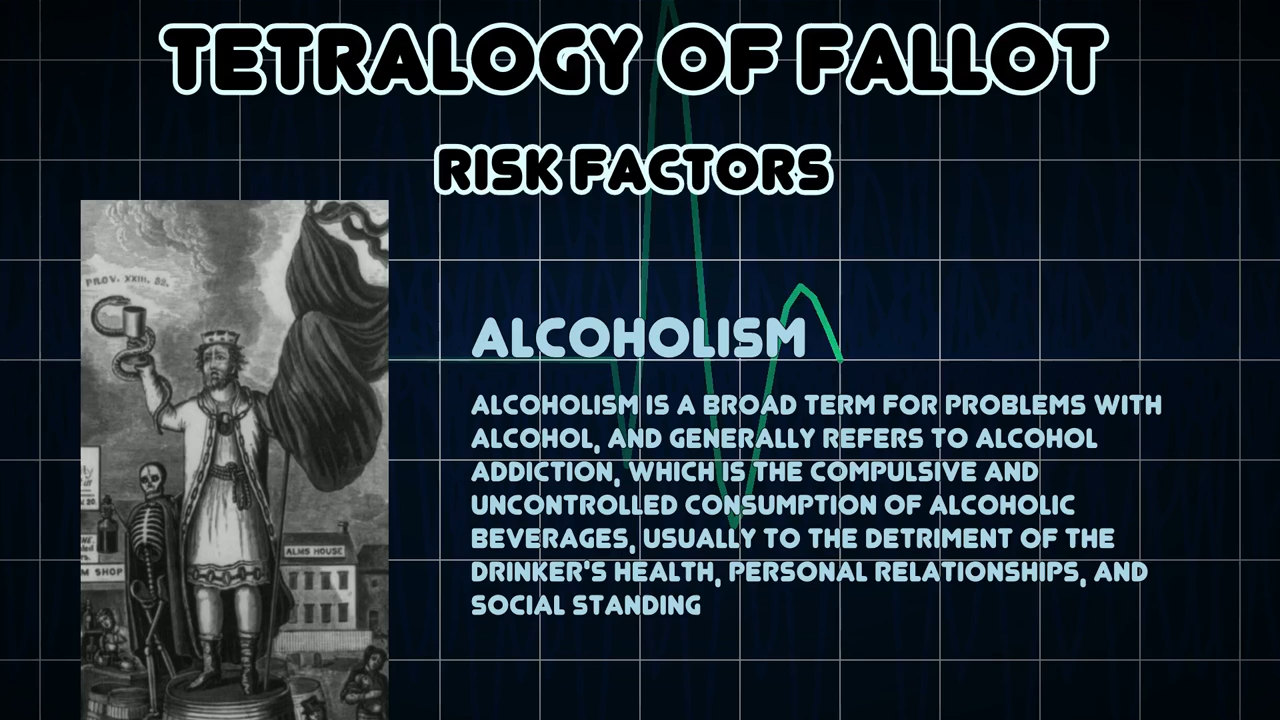 TETRALOGY OF FALLOT
RISK FACTORS
PROV. XXIII. 32.
ALCOHOLISM
ALCOHOLISM IS A BROAD TERM FOR PROBLEMS WITH
ALCOHOL, AND GENERALLY REFERS TO ALCOHOL
ADDICTION, WHICH IS THE COMPULSIVE AND
UNCONTROLLED CONSUMPTION OF ALCOHOLIC
BEVERAGES, USUALLY TO THE DETRIMENT OF THE
DRINKER'S HEALTH, PERSONAL RELATIONSHIPS, AND
SOCIAL STANDING
ALMS HOUSE
M SHOP